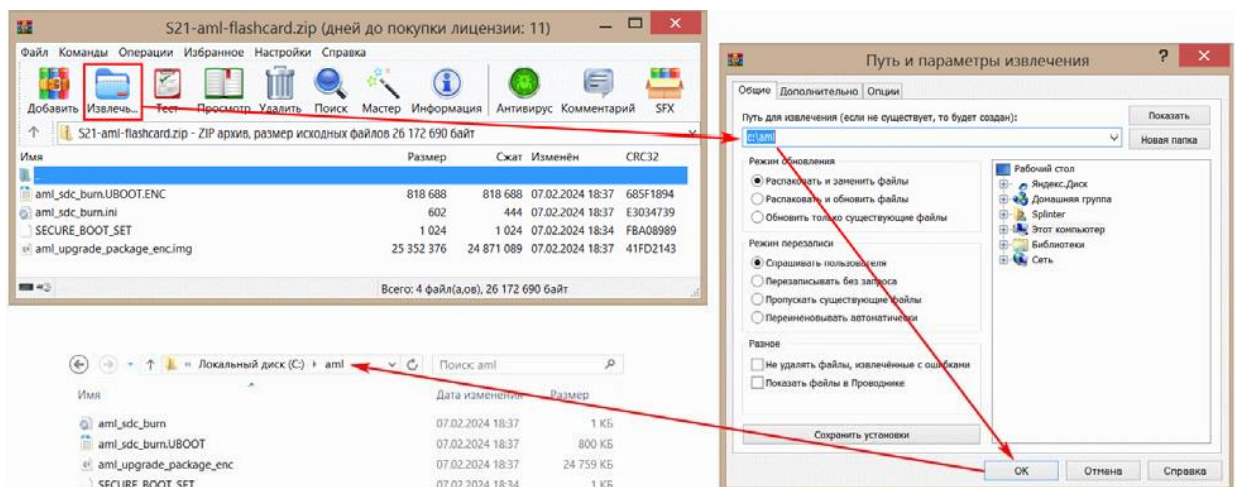 S21-aml-flashcard.zip (дней до покупки лицензии: 11)
Файл Команды Операции Избранное Настройки Справка
Добавить Извлечь... Тест Просмотр Удалить Поиск Мастер Информация Антивирус Комментарий SFX
S21-aml-flashcard.zip - ZIP архив, размер исходных файлов 26 172 690 байт
Имя Размер Сжат Изменён CRC32
..
aml_sdc_burn.UBOOT.ENC 818 688 818 688 07.02.2024 18:37 685F1894
aml_sdc_burn.ini 602 444 07.02.2024 18:37 E3034739
SECURE_BOOT_SET 1 024 1 024 07.02.2024 18:34 FBA08989
aml_upgrade_package_enc.img 25 352 376 24 871 089 07.02.2024 18:37 41FD2143
Всего: 4 файл(а,ов), 26 172 690 байт
Путь и параметры извлечения ?
Общие Дополнительно Опции
Путь для извлечения (если не существует, то будет создан):
Показать
c:\aml
Новая папка
Режим обновления
Распаковать и заменить файлы
Распаковать и обновить файлы
Обновить только существующие файлы
Режим перезаписи
Спрашивать пользователя
Перезаписывать без запроса
Пропускать существующие файлы
Переименовывать автоматически
Разное
Не удалять файлы, извлечённые с ошибками
Показать файлы в Проводнике
Сохранить установки
Рабочий стол
Яндекс.Диск
Домашняя группа
Splinter
Этот компьютер
Библиотеки
Сеть
OK Отмена Справка
Локальный диск (C:) aml Поиск: aml
Имя Дата изменения Размер
aml_sdc_burn 07.02.2024 18:37 1 КБ
aml_sdc_burn.UBOOT 07.02.2024 18:37 800 КБ
aml_upgrade_package_enc 07.02.2024 18:37 24 759 КБ
SECURE_BOOT_SET 07.02.2024 18:34 1 КБ